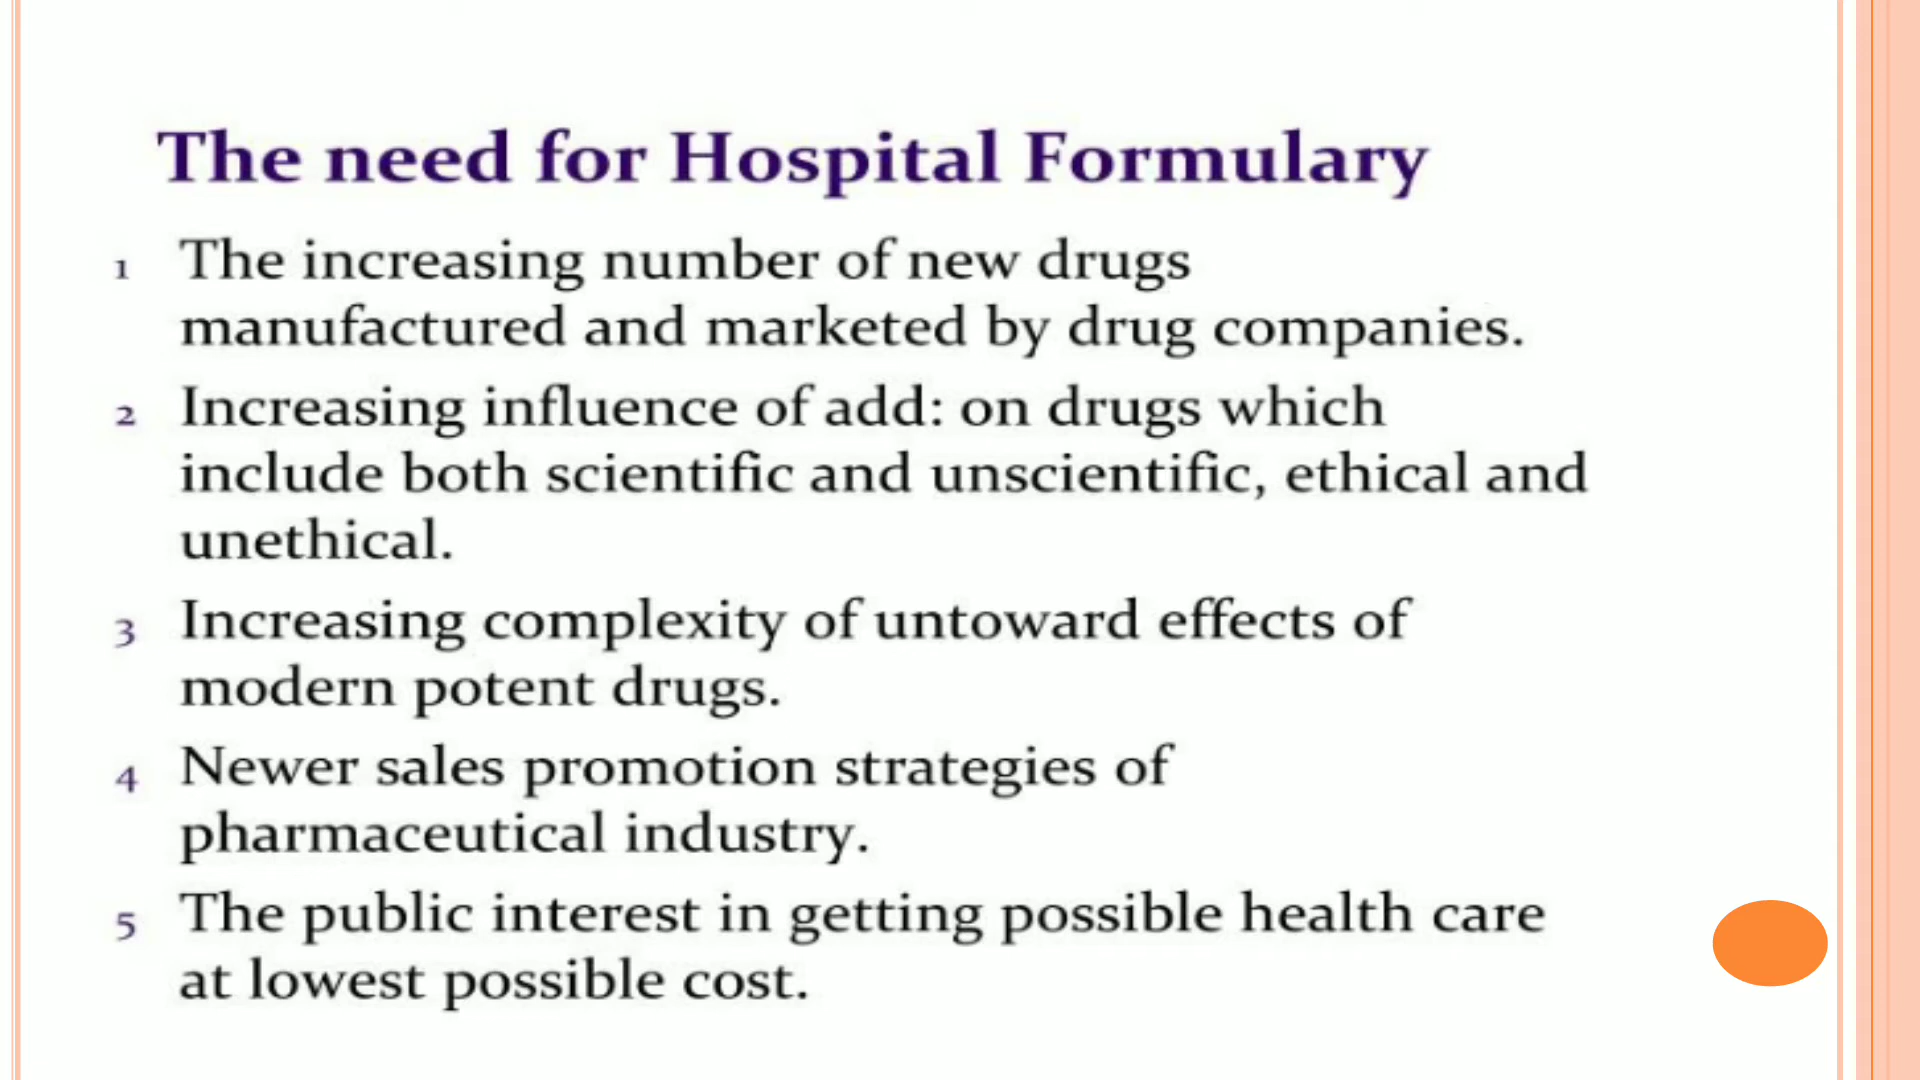 The need for Hospital Formulary
1 The increasing number of new drugs
manufactured and marketed by drug companies.
2 Increasing influence of add: on drugs which
include both scientific and unscientific, ethical and
unethical.
3 Increasing complexity of untoward effects of
modern potent drugs.
4 Newer sales promotion strategies of
pharmaceutical industry.
5 The public interest in getting possible health care
at lowest possible cost.